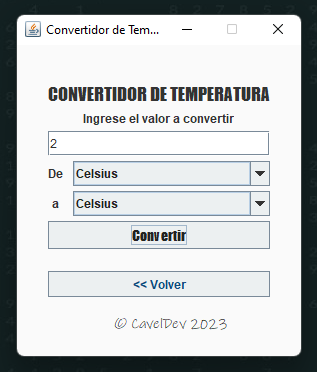 Convertidor de Tem...
CONVERTIDOR DE TEMPERATURA
Ingrese el valor a convertir
2
De Celsius
a Celsius
Convertir
<< Volver
© CavelDev 2023